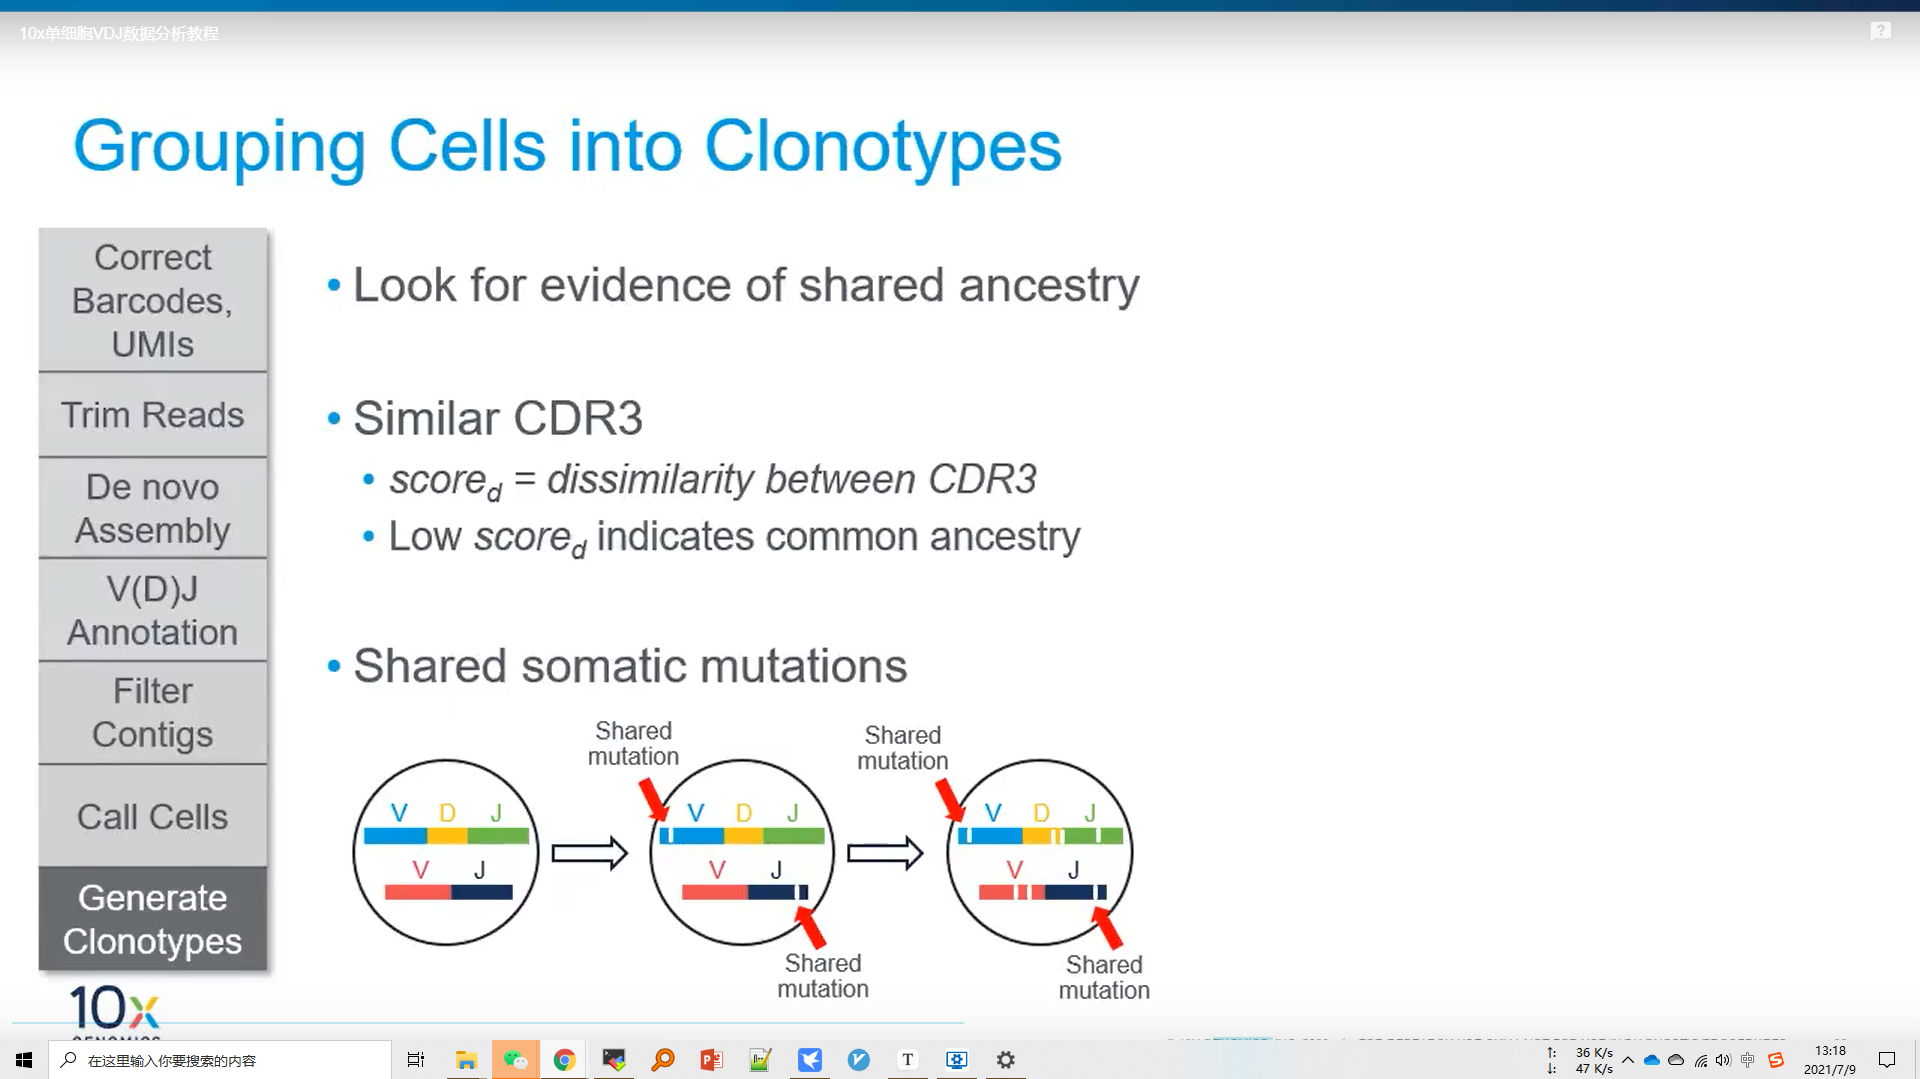 10x单细胞VDJ数据分析教程
Grouping Cells into Clonotypes
Correct
Barcodes,
UMIs
Trim Reads
De novo
Assembly
V(D)J
Annotation
Filter
Contigs
Call Cells
Generate
Clonotypes
• Look for evidence of shared ancestry
• Similar CDR3
• score_d = dissimilarity between CDR3
• Low score_d indicates common ancestry
• Shared somatic mutations
Shared
mutation
Shared
mutation
V D J
V J
V D J
V J
V D J
V J
Shared
mutation
Shared
mutation
10x
在这里输入你要搜索的内容
T
36 K/s
47 K/s
中
13:18
2021/7/9